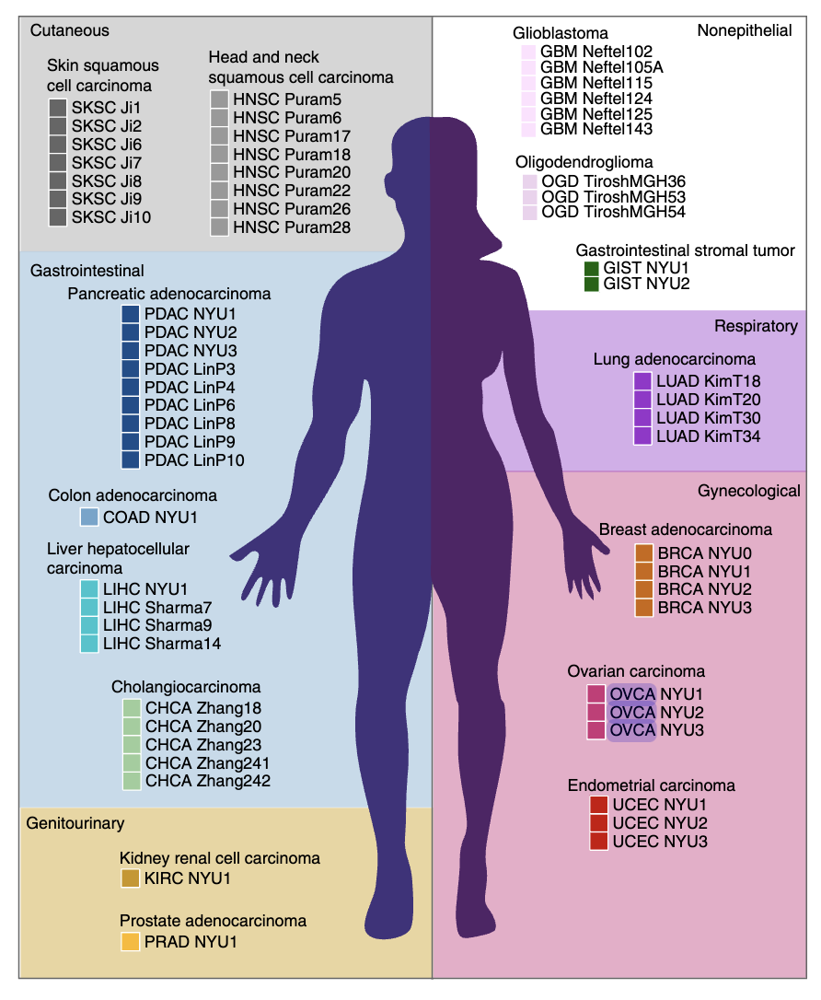 Cutaneous
Skin squamous
cell carcinoma
SKSC Ji1
SKSC Ji2
SKSC Ji6
SKSC Ji7
SKSC Ji8
SKSC Ji9
SKSC Ji10
Head and neck
squamous cell carcinoma
HNSC Puram5
HNSC Puram6
HNSC Puram17
HNSC Puram18
HNSC Puram20
HNSC Puram22
HNSC Puram26
HNSC Puram28
Gastrointestinal
Pancreatic adenocarcinoma
PDAC NYU1
PDAC NYU2
PDAC NYU3
PDAC LinP3
PDAC LinP4
PDAC LinP6
PDAC LinP8
PDAC LinP9
PDAC LinP10
Colon adenocarcinoma
COAD NYU1
Liver hepatocellular
carcinoma
LIHC NYU1
LIHC Sharma7
LIHC Sharma9
LIHC Sharma14
Cholangiocarcinoma
CHCA Zhang18
CHCA Zhang20
CHCA Zhang23
CHCA Zhang241
CHCA Zhang242
Genitourinary
Kidney renal cell carcinoma
KIRC NYU1
Prostate adenocarcinoma
PRAD NYU1
Nonepithelial
Glioblastoma
GBM Neftel102
GBM Neftel105A
GBM Neftel115
GBM Neftel124
GBM Neftel125
GBM Neftel143
Oligodendroglioma
OGD TiroshMGH36
OGD TiroshMGH53
OGD TiroshMGH54
Gastrointestinal stromal tumor
GIST NYU1
GIST NYU2
Respiratory
Lung adenocarcinoma
LUAD KimT18
LUAD KimT20
LUAD KimT30
LUAD KimT34
Gynecological
Breast adenocarcinoma
BRCA NYU0
BRCA NYU1
BRCA NYU2
BRCA NYU3
Ovarian carcinoma
OVCA NYU1
OVCA NYU2
OVCA NYU3
Endometrial carcinoma
UCEC NYU1
UCEC NYU2
UCEC NYU3